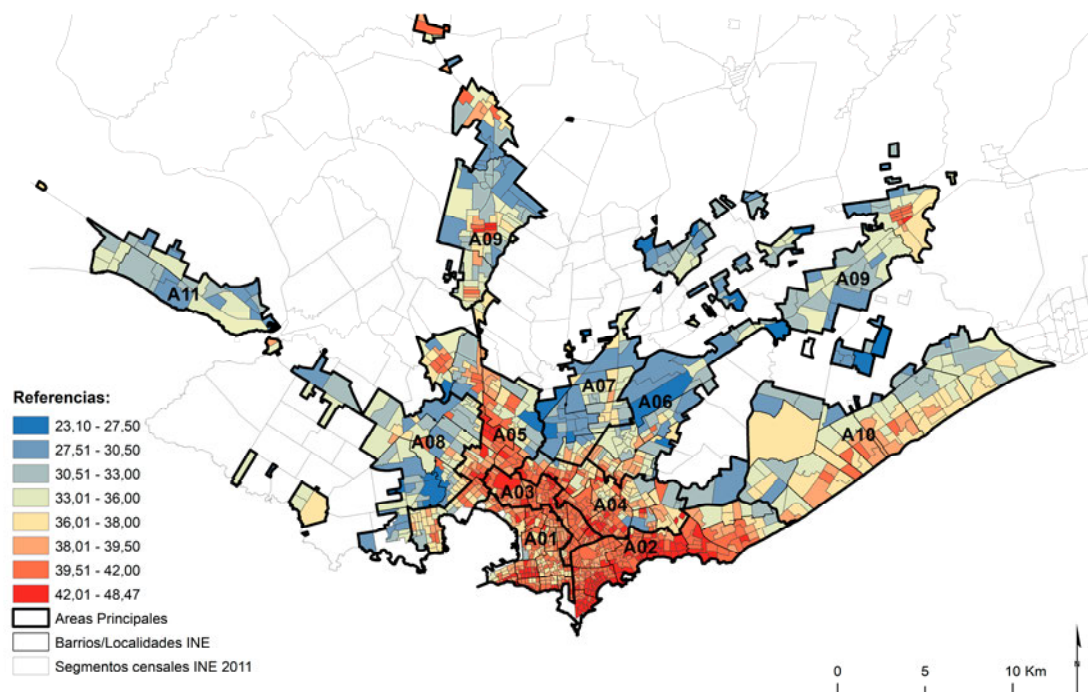 A09
A09
A11
A07
A06
A10
A08
A05
A03
A04
A01
A02
Referencias:
23.10 - 27.50
27,51 - 30,50
30,51 - 33,00
33,01 - 36,00
36,01 - 38,00
38,01 - 39,50
39,51 - 42,00
42,01 - 48,47
Areas Principales
Barrios/Localidades INE
Segmentos censales INE 2011
0 5 10 Km